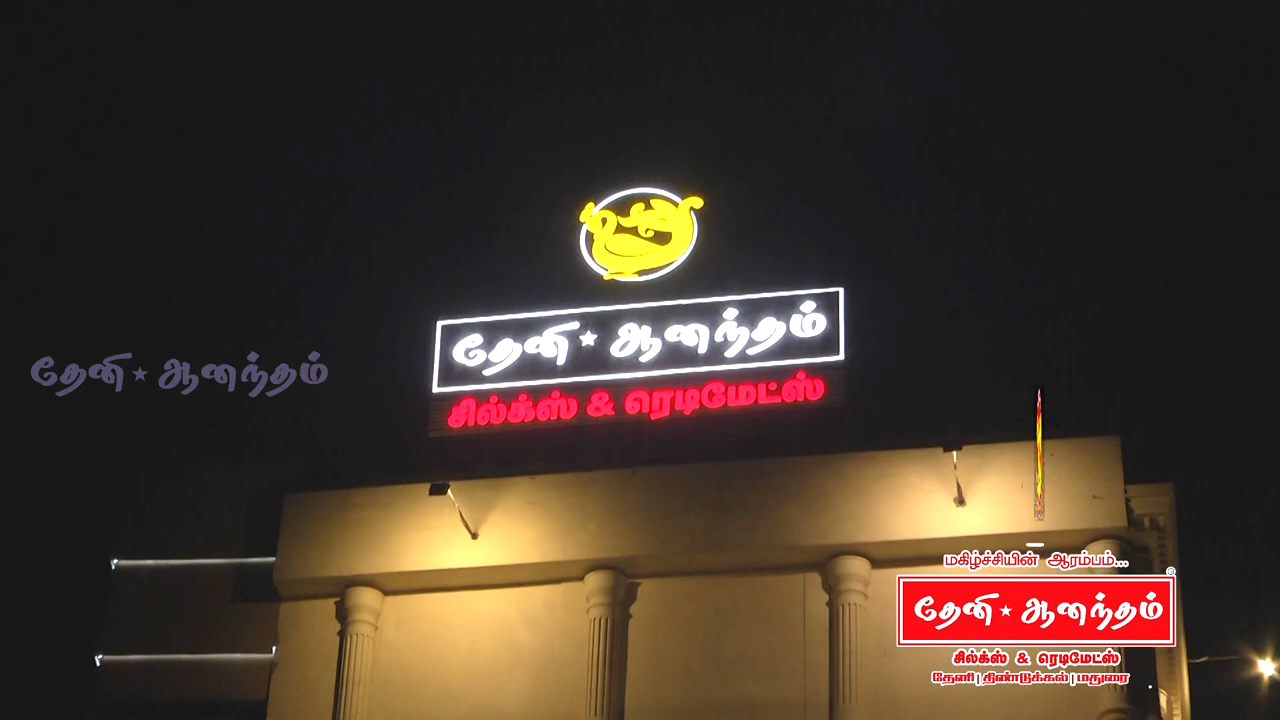 தேனி★ஆனந்தம்
சில்க்ஸ் & ரெடிமேட்ஸ்
தேனி★ஆனந்தம்
மகிழ்ச்சியின் ஆரம்பம்...
தேனி★ஆனந்தம்
சில்க்ஸ் & ரெடிமேட்ஸ்
தேனி | திண்டுக்கல் | மதுரை